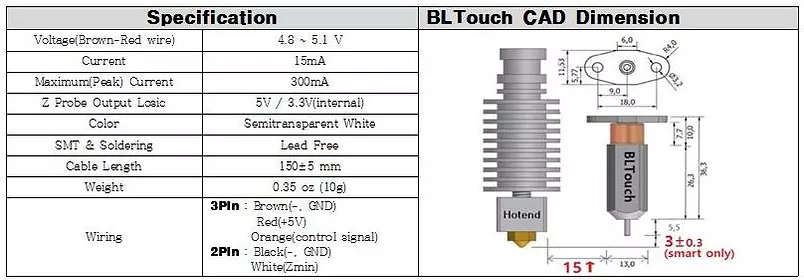 Specification
BLTouch CAD Dimension
Voltage(Brown-Red wire) 4.8 ~ 5.1 V
Current 15mA
Maximum(Peak) Current 300mA
Z Probe Output Losic 5V / 3.3V(internal)
Color Semitransparent White
SMT & Soldering Lead Free
Cable Length 150±5 mm
Weight 0.35 oz (10g)
Wiring
3Pin : Brown(-, GND)
Red(+5V)
Orange(control signal)
2Pin : Black(-, GND)
White(Zmin)
6,0
R4,0
11,53
5,72
Ø3,2
9,0
18,0
7,7
10,0
BLTouch
26,3
36,3
Hotend
5,5
3±0.3
(smart only)
15↑
13,0